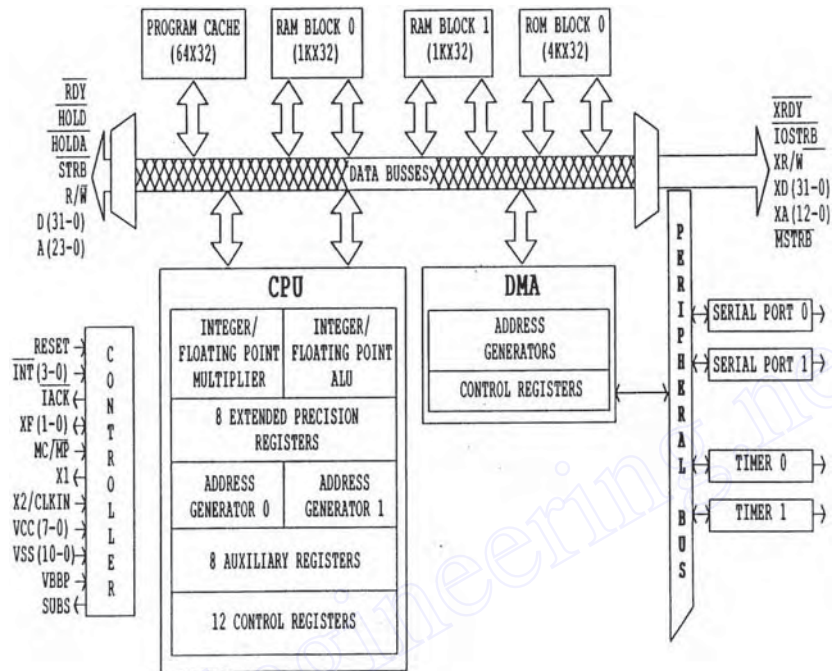 PROGRAM CACHE
(64X32)
RAM BLOCK 0
(1KX32)
RAM BLOCK 1
(1KX32)
ROM BLOCK 0
(4KX32)
RDY
HOLD
HOLDA
STRB
R/W
D(31-0)
A(23-0)
DATA BUSSES
XRDY
IOSTRB
XR/W
XD(31-0)
XA(12-0)
MSTRB
CPU
INTEGER/
FLOATING POINT
MULTIPLIER
INTEGER/
FLOATING POINT
ALU
8 EXTENDED PRECISION
REGISTERS
ADDRESS
GENERATOR 0
ADDRESS
GENERATOR 1
8 AUXILIARY REGISTERS
12 CONTROL REGISTERS
DMA
ADDRESS
GENERATORS
CONTROL REGISTERS
PERIPHERAL BUS
SERIAL PORT 0
SERIAL PORT 1
TIMER 0
TIMER 1
RESET
INT(3-0)
IACK
XF(1-0)
MC/MP
X1
X2/CLKIN
VCC(7-0)
VSS(10-0)
VBBP
SUBS
CONTROLLER